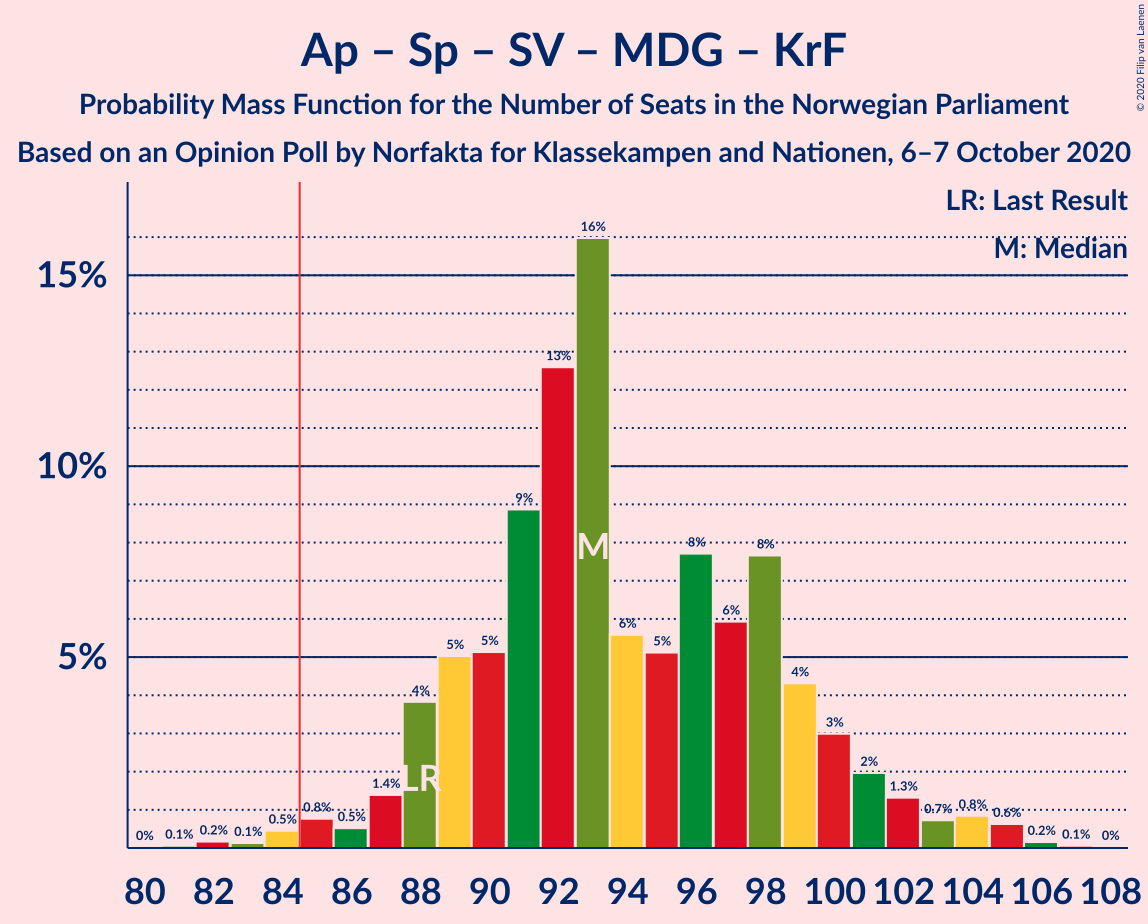 Ap – Sp – SV – MDG – KrF
Probability Mass Function for the Number of Seats in the Norwegian Parliament
Based on an Opinion Poll by Norfakta for Klassekampen and Nationen, 6–7 October 2020
© 2020 Filip van Laenen
LR: Last Result
M: Median
15%
10%
5%
0% 0.1% 0.2% 0.1% 0.5% 0.8% 0.5% 1.4% 4% 5% 5% 9% 13% 16% 6% 5% 8% 6% 8% 4% 3% 2% 1.3% 0.7% 0.8% 0.6% 0.2% 0.1% 0%
M
LR
80 82 84 86 88 90 92 94 96 98 100 102 104 106 108